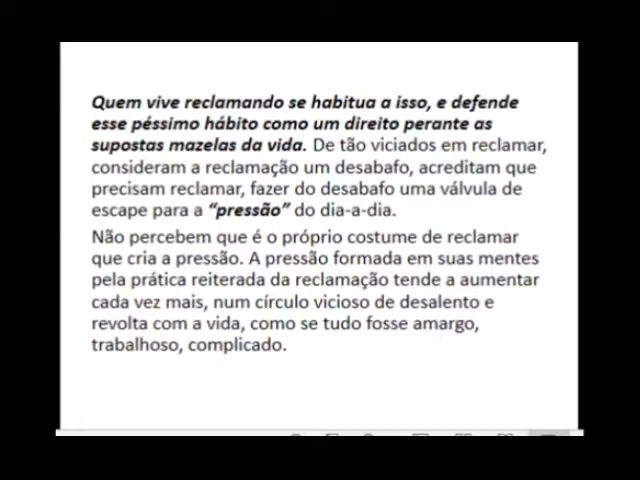 Quem vive reclamando se habitua a isso, e defende
esse péssimo hábito como um direito perante as
supostas mazelas da vida. De tão viciados em reclamar,
consideram a reclamação um desabafo, acreditam que
precisam reclamar, fazer do desabafo uma válvula de
escape para a “pressão” do dia-a-dia.
Não percebem que é o próprio costume de reclamar
que cria a pressão. A pressão formada em suas mentes
pela prática reiterada da reclamação tende a aumentar
cada vez mais, num círculo vicioso de desalento e
revolta com a vida, como se tudo fosse amargo,
trabalhoso, complicado.